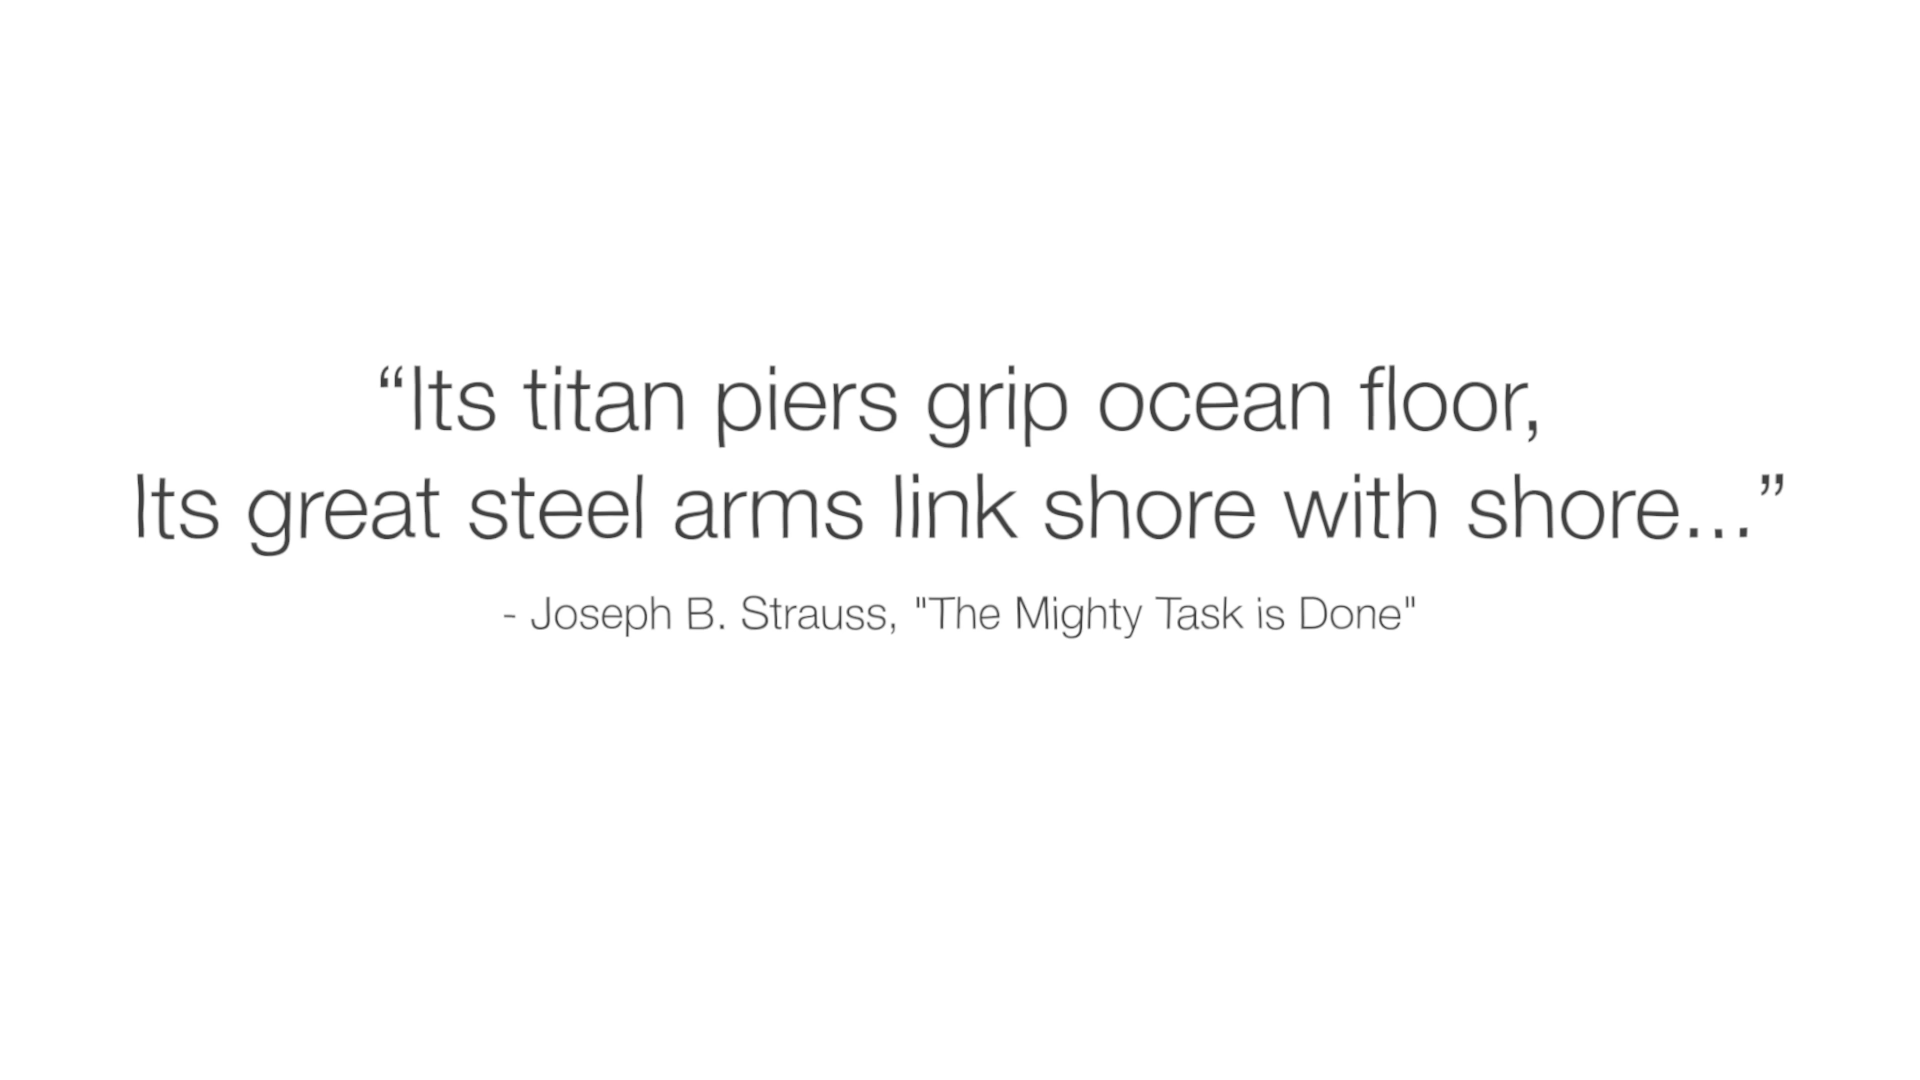 “Its titan piers grip ocean floor,
Its great steel arms link shore with shore...”
- Joseph B. Strauss, "The Mighty Task is Done"